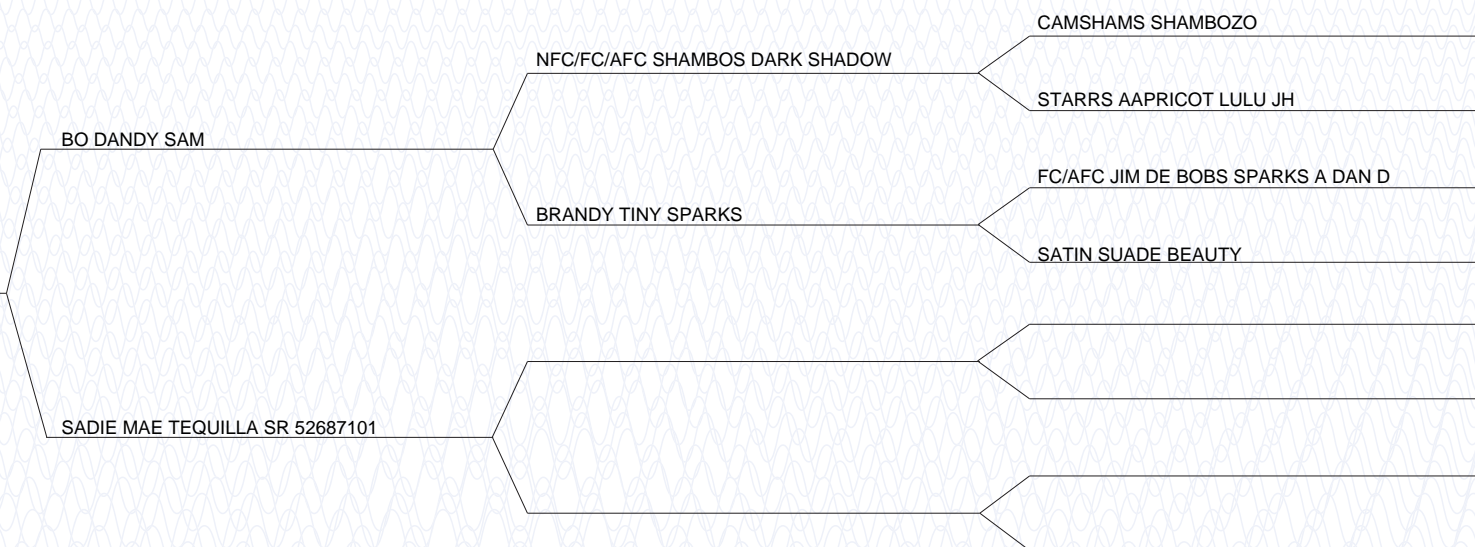 CAMSHAMS SHAMBOZO
NFC/FC/AFC SHAMBOS DARK SHADOW
STARRS AAPRICOT LULU JH
BO DANDY SAM
FC/AFC JIM DE BOBS SPARKS A DAN D
BRANDY TINY SPARKS
SATIN SUADE BEAUTY
SADIE MAE TEQUILLA SR 52687101